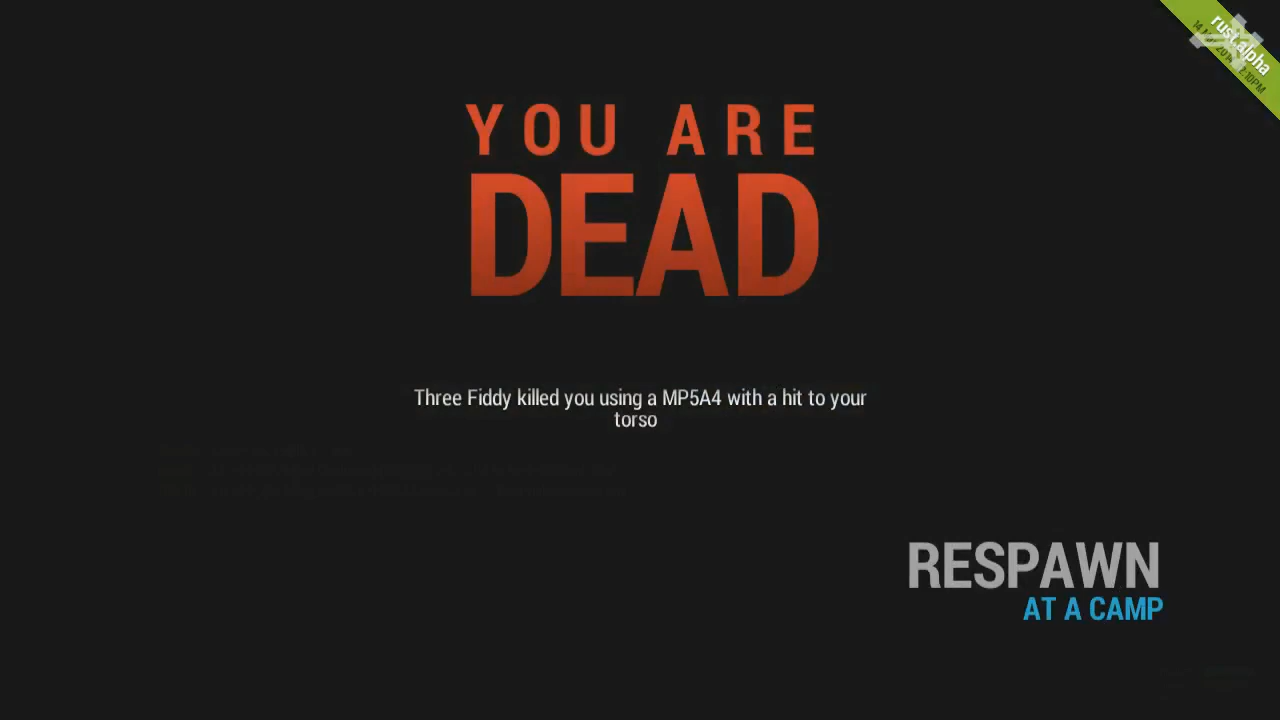 rust.alpha
YOU ARE
DEAD
Three Fiddy killed you using a MP5A4 with a hit to your
torso
RESPAWN
AT A CAMP